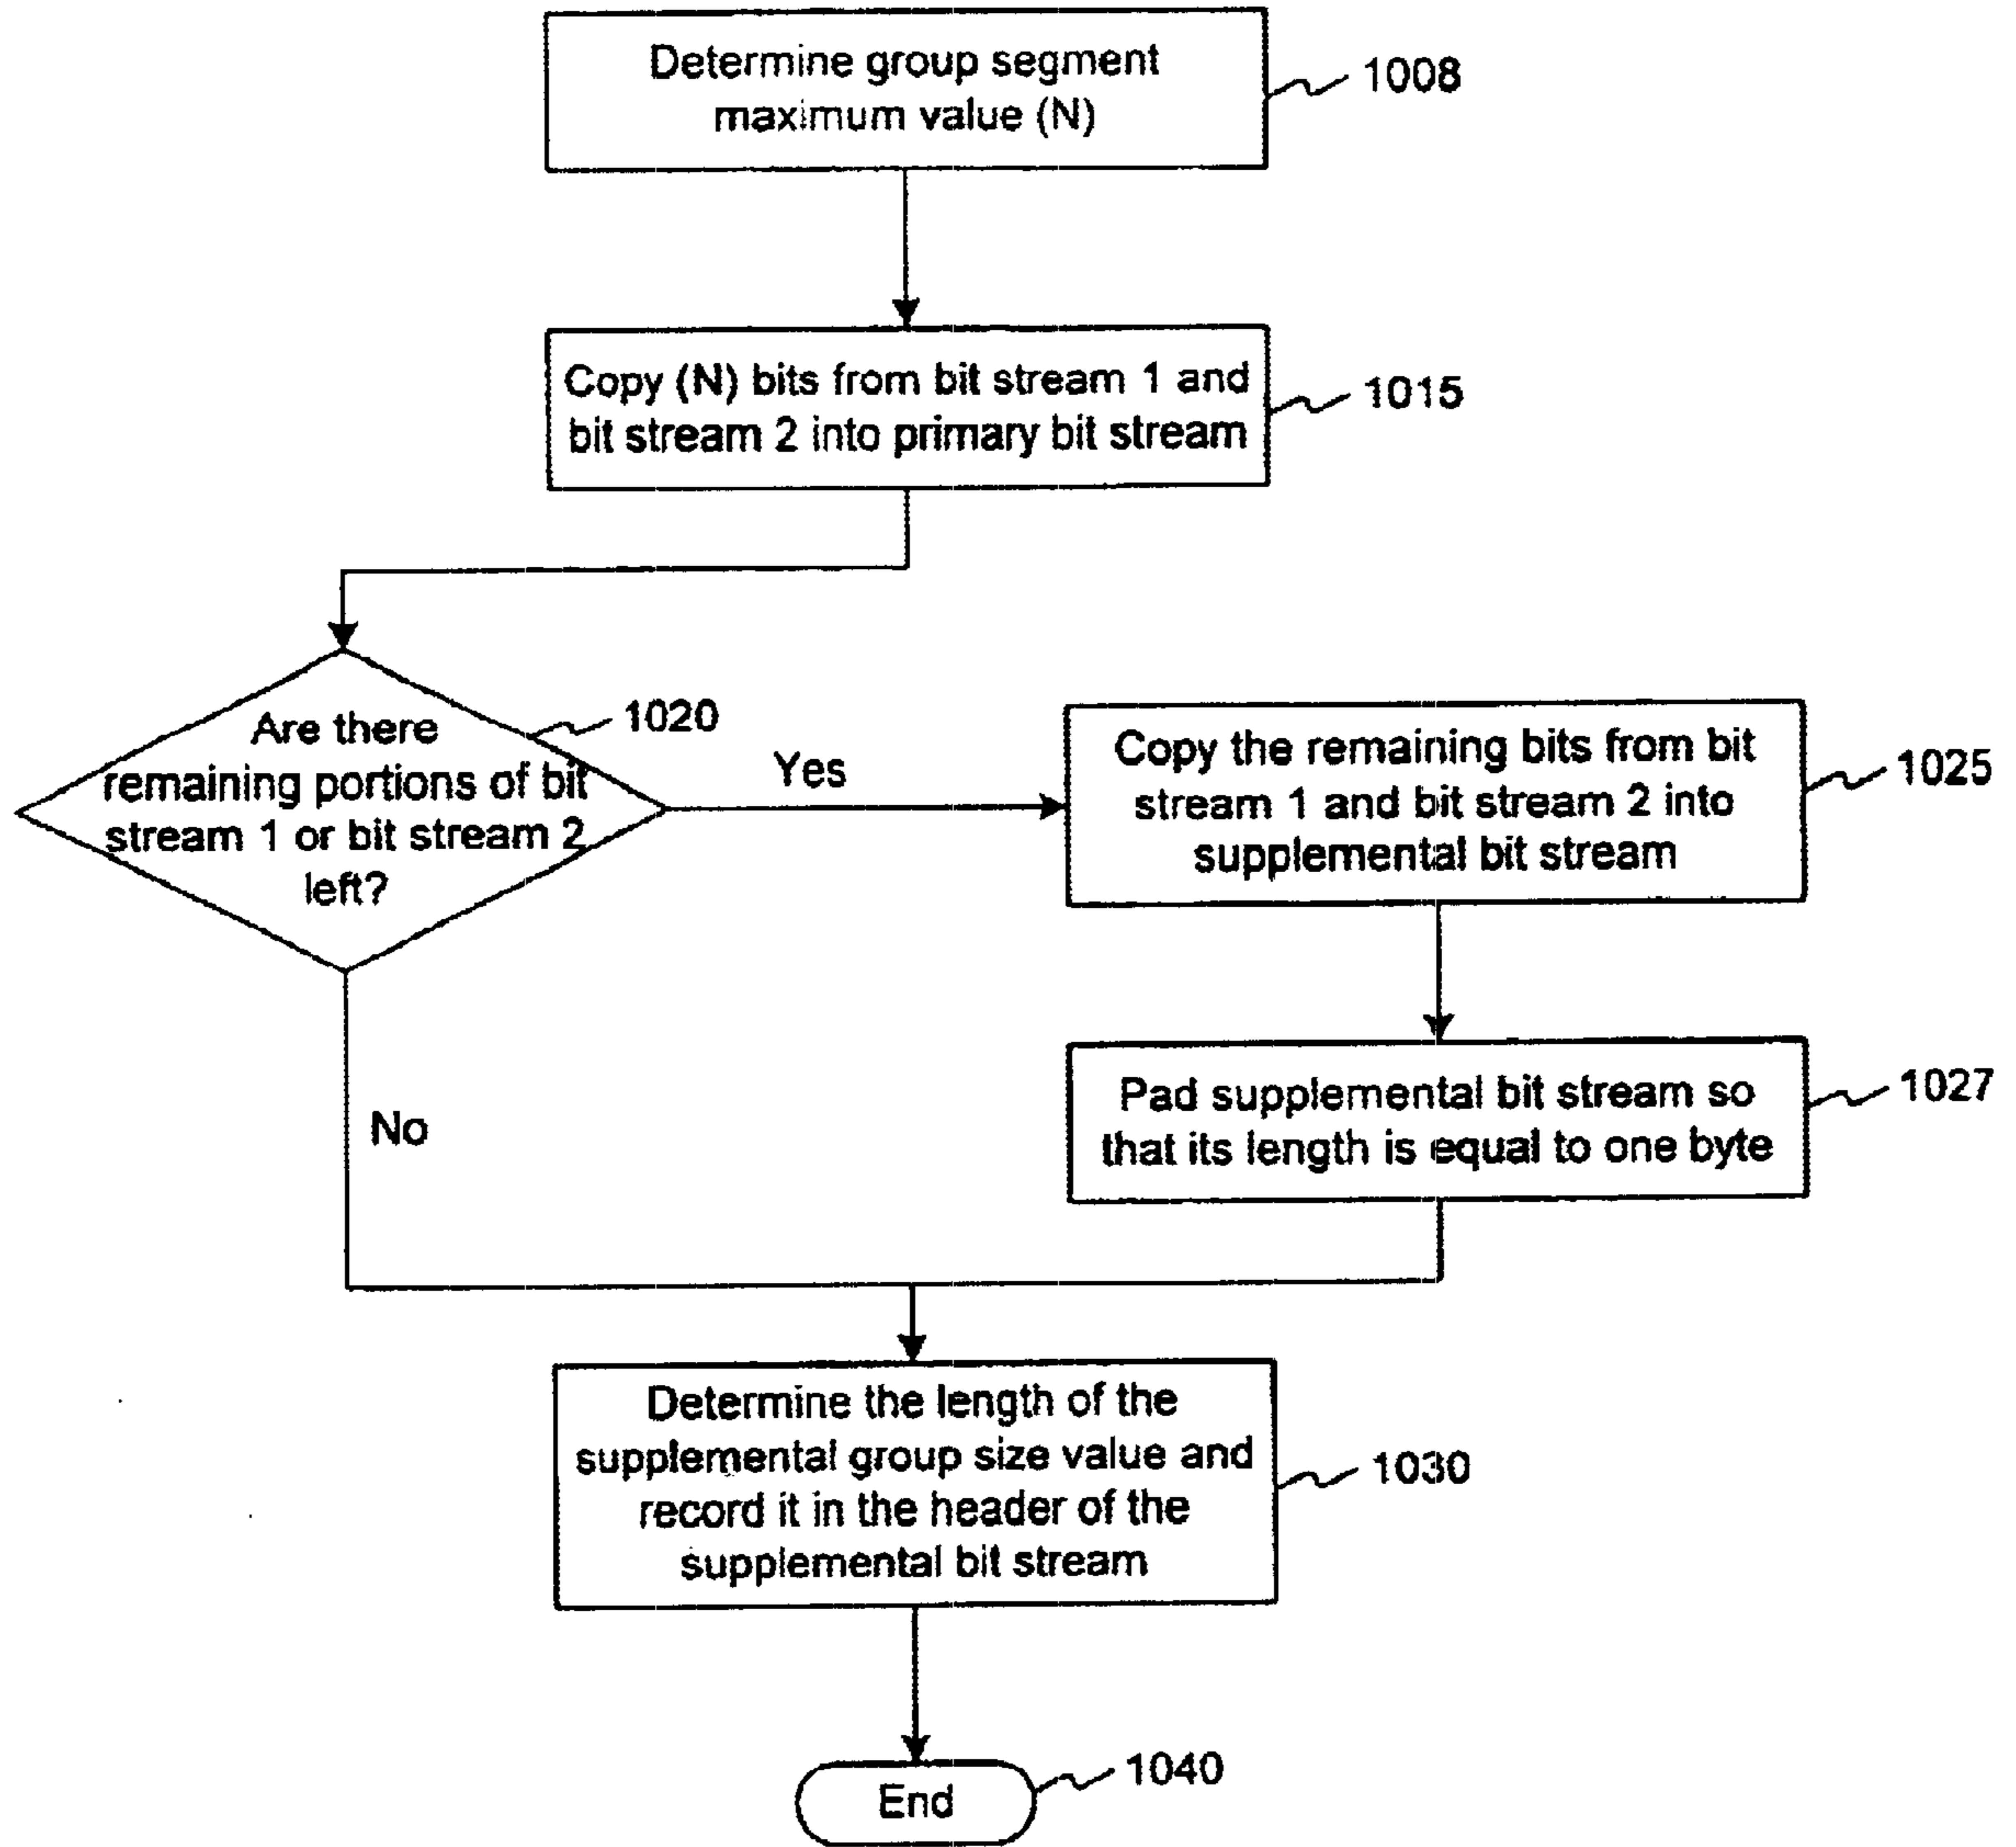 Determine group segment
maximum value (N)
1008
Copy (N) bits from bit stream 1 and
bit stream 2 into primary bit stream
1015
Are there
remaining portions of bit
stream 1 or bit stream 2
left?
1020
Yes
Copy the remaining bits from bit
stream 1 and bit stream 2 into
supplemental bit stream
1025
Pad supplemental bit stream so
that its length is equal to one byte
1027
No
Determine the length of the
supplemental group size value and
record it in the header of the
supplemental bit stream
1030
End
1040